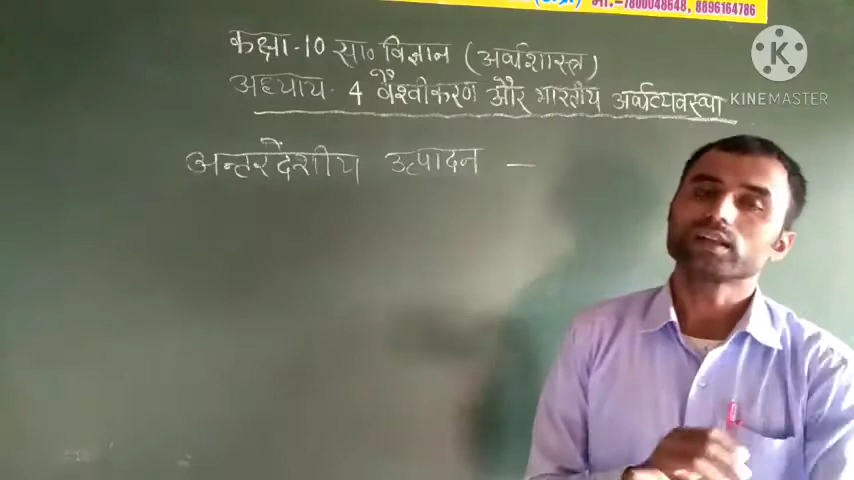 मो.-7800048648, 8896164786
कक्षा-10 सा० विज्ञान (अर्थशास्त्र)
अध्याय- 4 वैश्वीकरण और भारतीय अर्थव्यवस्था
K
KINEMASTER
अन्तरदेशीय उत्पादन —